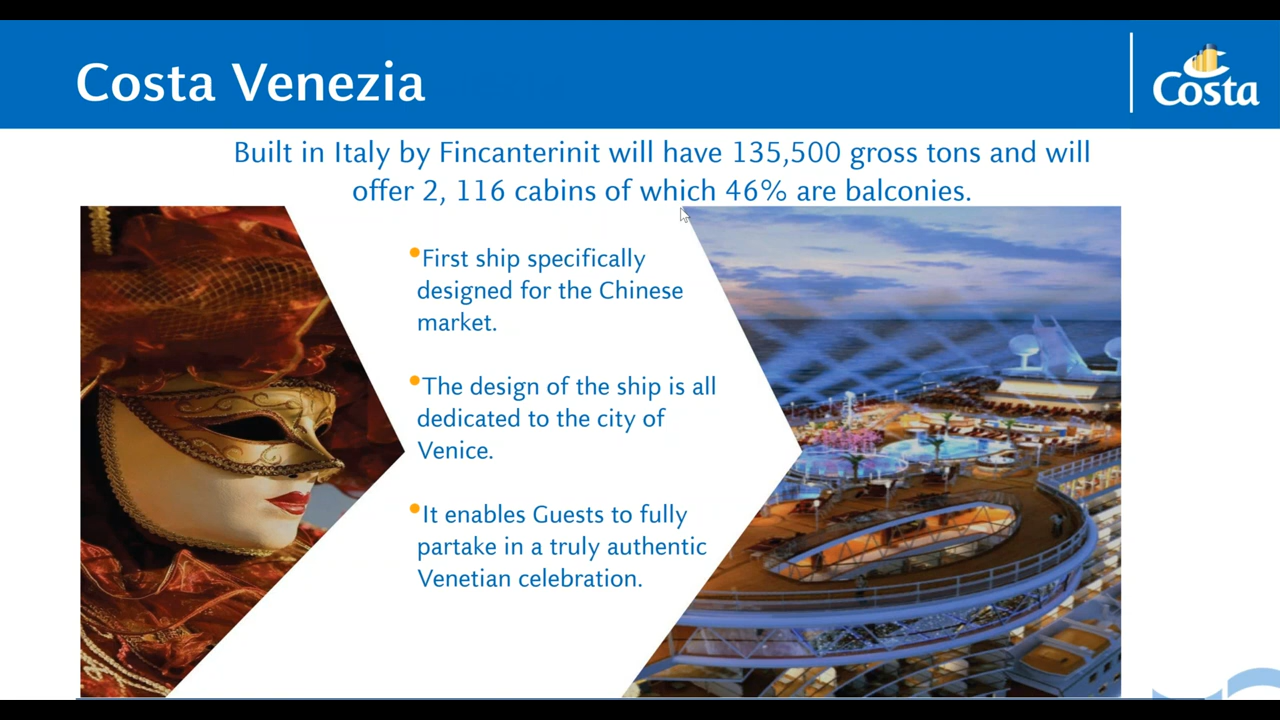 Costa Venezia
Costa
Built in Italy by Fincanterinit will have 135,500 gross tons and will
offer 2, 116 cabins of which 46% are balconies.
•First ship specifically
designed for the Chinese
market.
•The design of the ship is all
dedicated to the city of
Venice.
•It enables Guests to fully
partake in a truly authentic
Venetian celebration.